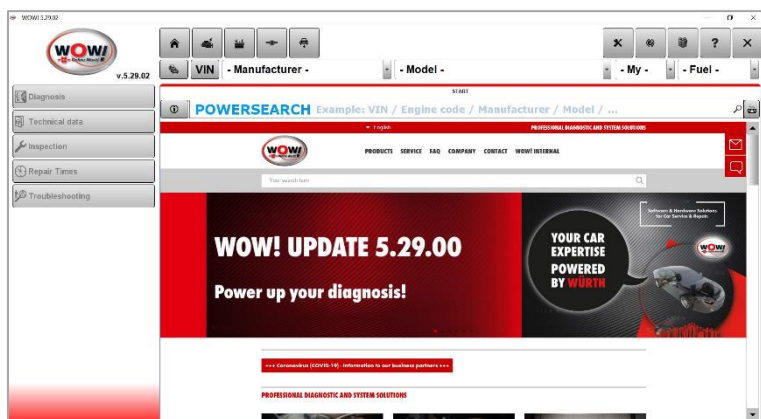 WOW! 5.29.02
WOW!
v.5.29.02
VIN - Manufacturer - - Model - - My - - Fuel -
Diagnosis
Technical data
Inspection
Repair Times
Troubleshooting
START
POWERSEARCH Example: VIN / Engine code / Manufacturer / Model / ...
English
PROFESSIONAL DIAGNOSTIC AND SYSTEM SOLUTIONS
WOW!
PRODUCTS SERVICE FAQ COMPANY CONTACT WOW! INTERNAL
Your search here
WOW! UPDATE 5.29.00
Power up your diagnosis!
YOUR CAR
EXPERTISE
POWERED
BY WÜRTH
Software & Hardware Solutions
for Car Service & Repair.
WOW!
+++ Coronavirus (COVID-19) - Information to our business partners +++
PROFESSIONAL DIAGNOSTIC AND SYSTEM SOLUTIONS